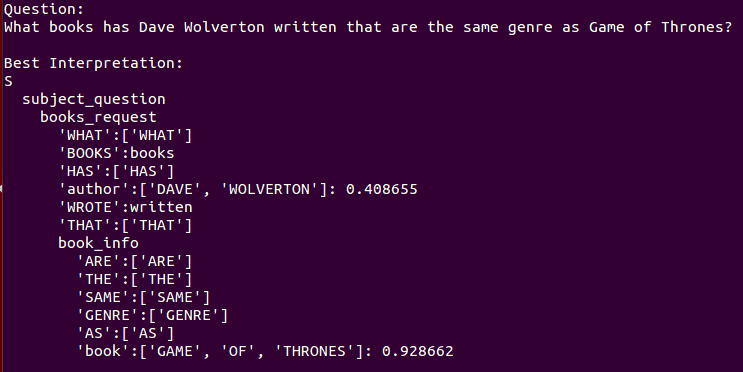 Question:
What books has Dave Wolverton written that are the same genre as Game of Thrones?
Best Interpretation:
S
subject_question
books_request
'WHAT':['WHAT']
'BOOKS':books
'HAS':['HAS']
'author':['DAVE', 'WOLVERTON']: 0.408655
'WROTE':written
'THAT':['THAT']
book_info
'ARE':['ARE']
'THE':['THE']
'SAME':['SAME']
'GENRE':['GENRE']
'AS':['AS']
'book':['GAME', 'OF', 'THRONES']: 0.928662